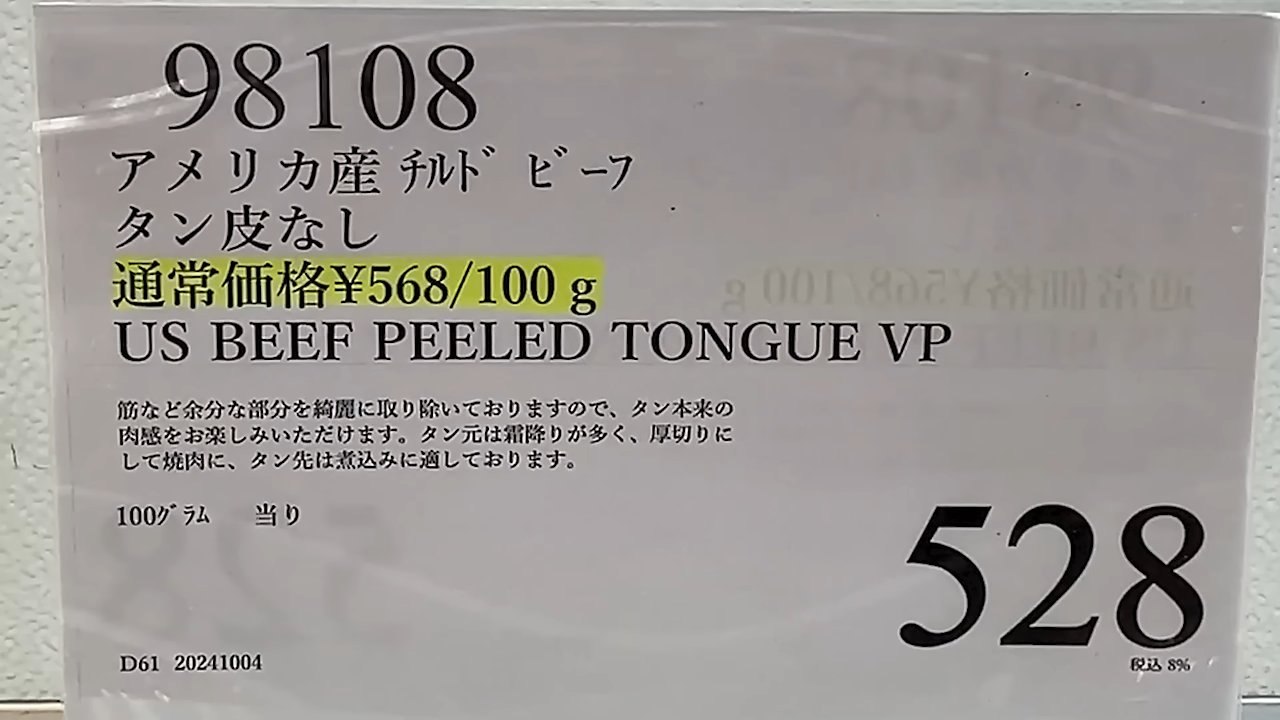 98108
アメリカ産 ﾁﾙﾄﾞ ﾋﾞｰﾌ
タン皮なし
通常価格¥568/100 g
US BEEF PEELED TONGUE VP
筋など余分な部分を綺麗に取り除いておりますので、タン本来の
肉感をお楽しみいただけます。タン元は霜降りが多く、厚切りに
して焼肉に、タン先は煮込みに適しております。
100ｸﾞﾗﾑ 当り
528
税込 8%
D61 20241004